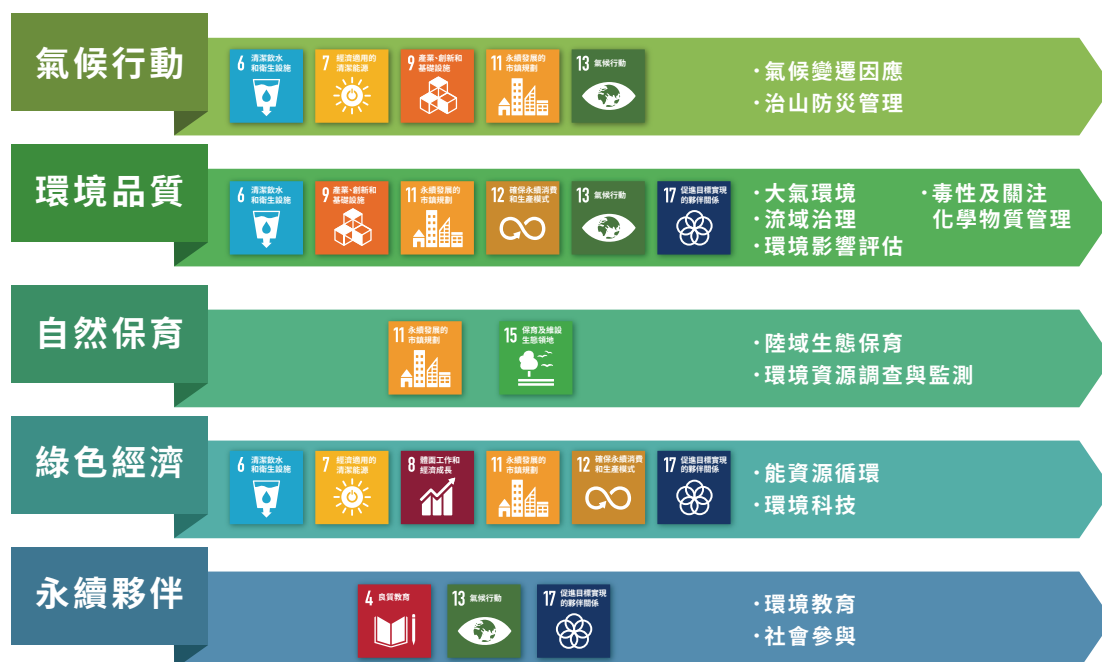 氣候行動
6 清潔飲水
和衛生設施
7 經濟適用的
清潔能源
9 產業·創新和
基礎設施
11 永續發展的
市鎮規劃
13 氣候行動
·氣候變遷因應
·治山防災管理
環境品質
6 清潔飲水
和衛生設施
9 產業·創新和
基礎設施
11 永續發展的
市鎮規劃
12 確保永續消費
和生產模式
13 氣候行動
17 促進目標實現
的夥伴關係
·大氣環境
·流域治理
·環境影響評估
·毒性及關注
化學物質管理
自然保育
11 永續發展的
市鎮規劃
15 保育及維護
生態領地
·陸域生態保育
·環境資源調查與監測
綠色經濟
6 清潔飲水
和衛生設施
7 經濟適用的
清潔能源
8 體面工作和
經濟成長
11 永續發展的
市鎮規劃
12 確保永續消費
和生產模式
17 促進目標實現
的夥伴關係
·能資源循環
·環境科技
永續夥伴
4 良質教育
13 氣候行動
17 促進目標實現
的夥伴關係
·環境教育
·社會參與